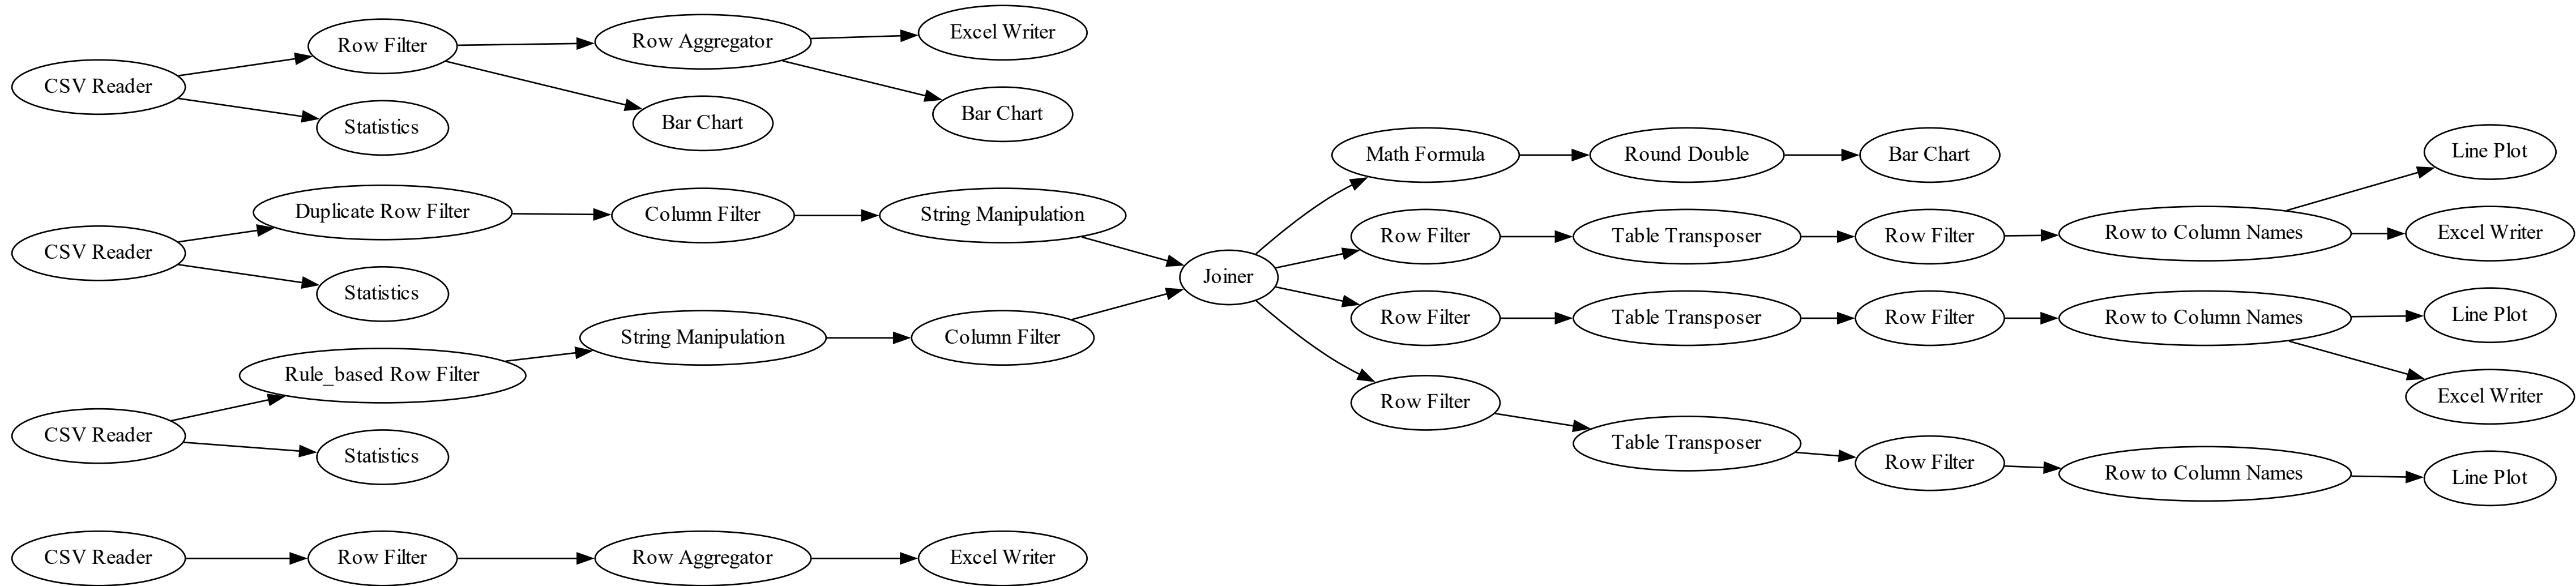 CSV Reader
Row Filter
Row Aggregator
Excel Writer
Bar Chart
Bar Chart
Statistics
CSV Reader
Duplicate Row Filter
Column Filter
String Manipulation
Statistics
CSV Reader
Rule_based Row Filter
String Manipulation
Column Filter
Statistics
Joiner
Math Formula
Round Double
Bar Chart
Row Filter
Table Transposer
Row Filter
Row to Column Names
Line Plot
Excel Writer
Row Filter
Table Transposer
Row Filter
Row to Column Names
Line Plot
Excel Writer
Row Filter
Table Transposer
Row Filter
Row to Column Names
Line Plot
CSV Reader
Row Filter
Row Aggregator
Excel Writer